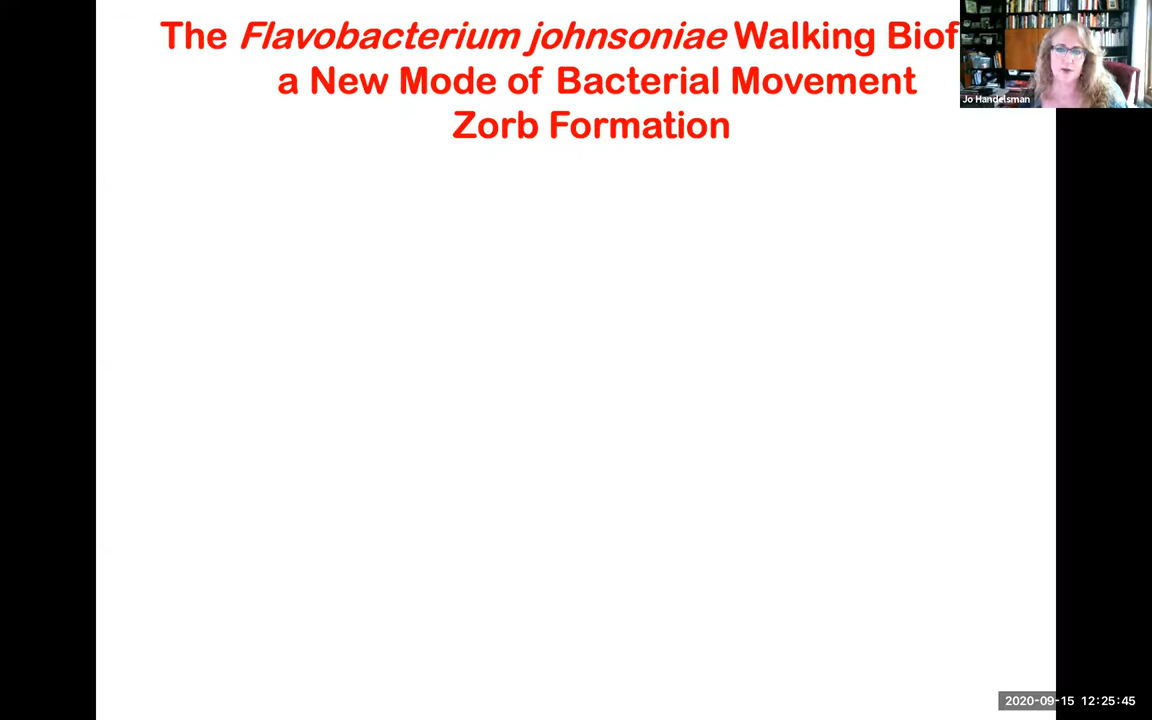 The Flavobacterium johnsoniae Walking Biof
a New Mode of Bacterial Movement
Zorb Formation
Jo Handelsman
2020-09-15 12:25:45